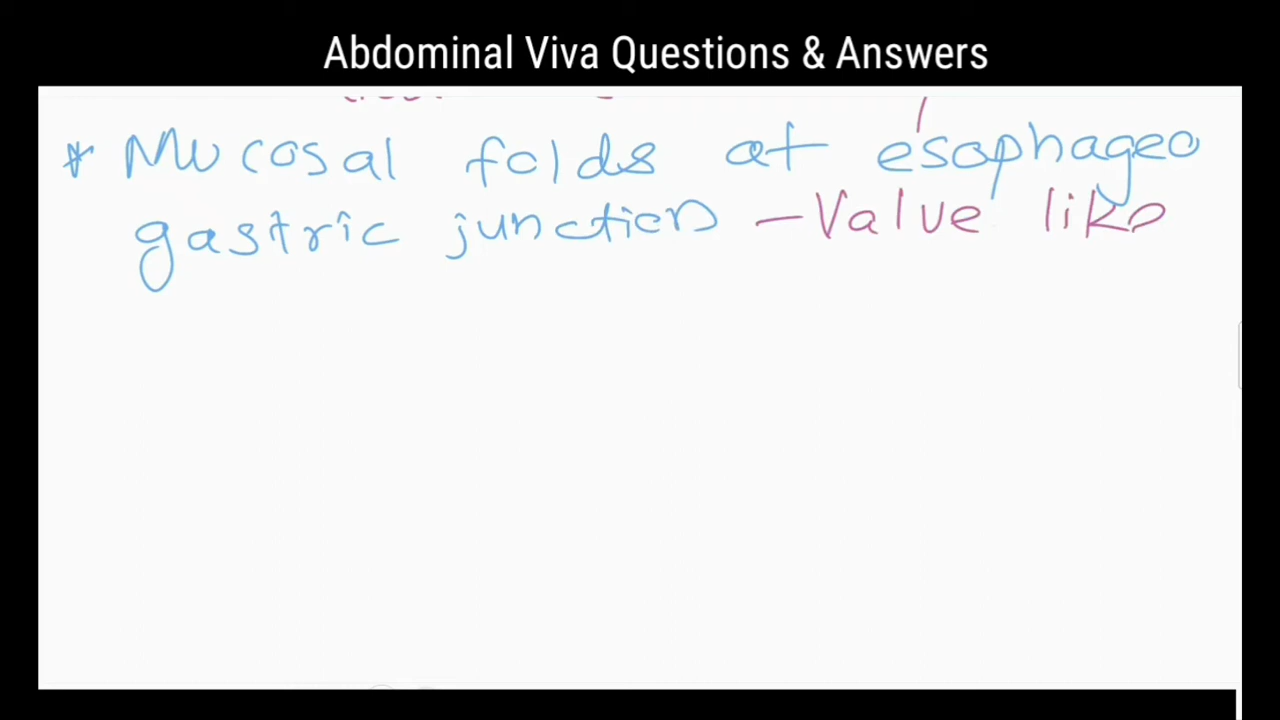 Abdominal Viva Questions & Answers
* Mucosal folds at esophageo
gastric junction - Valve like